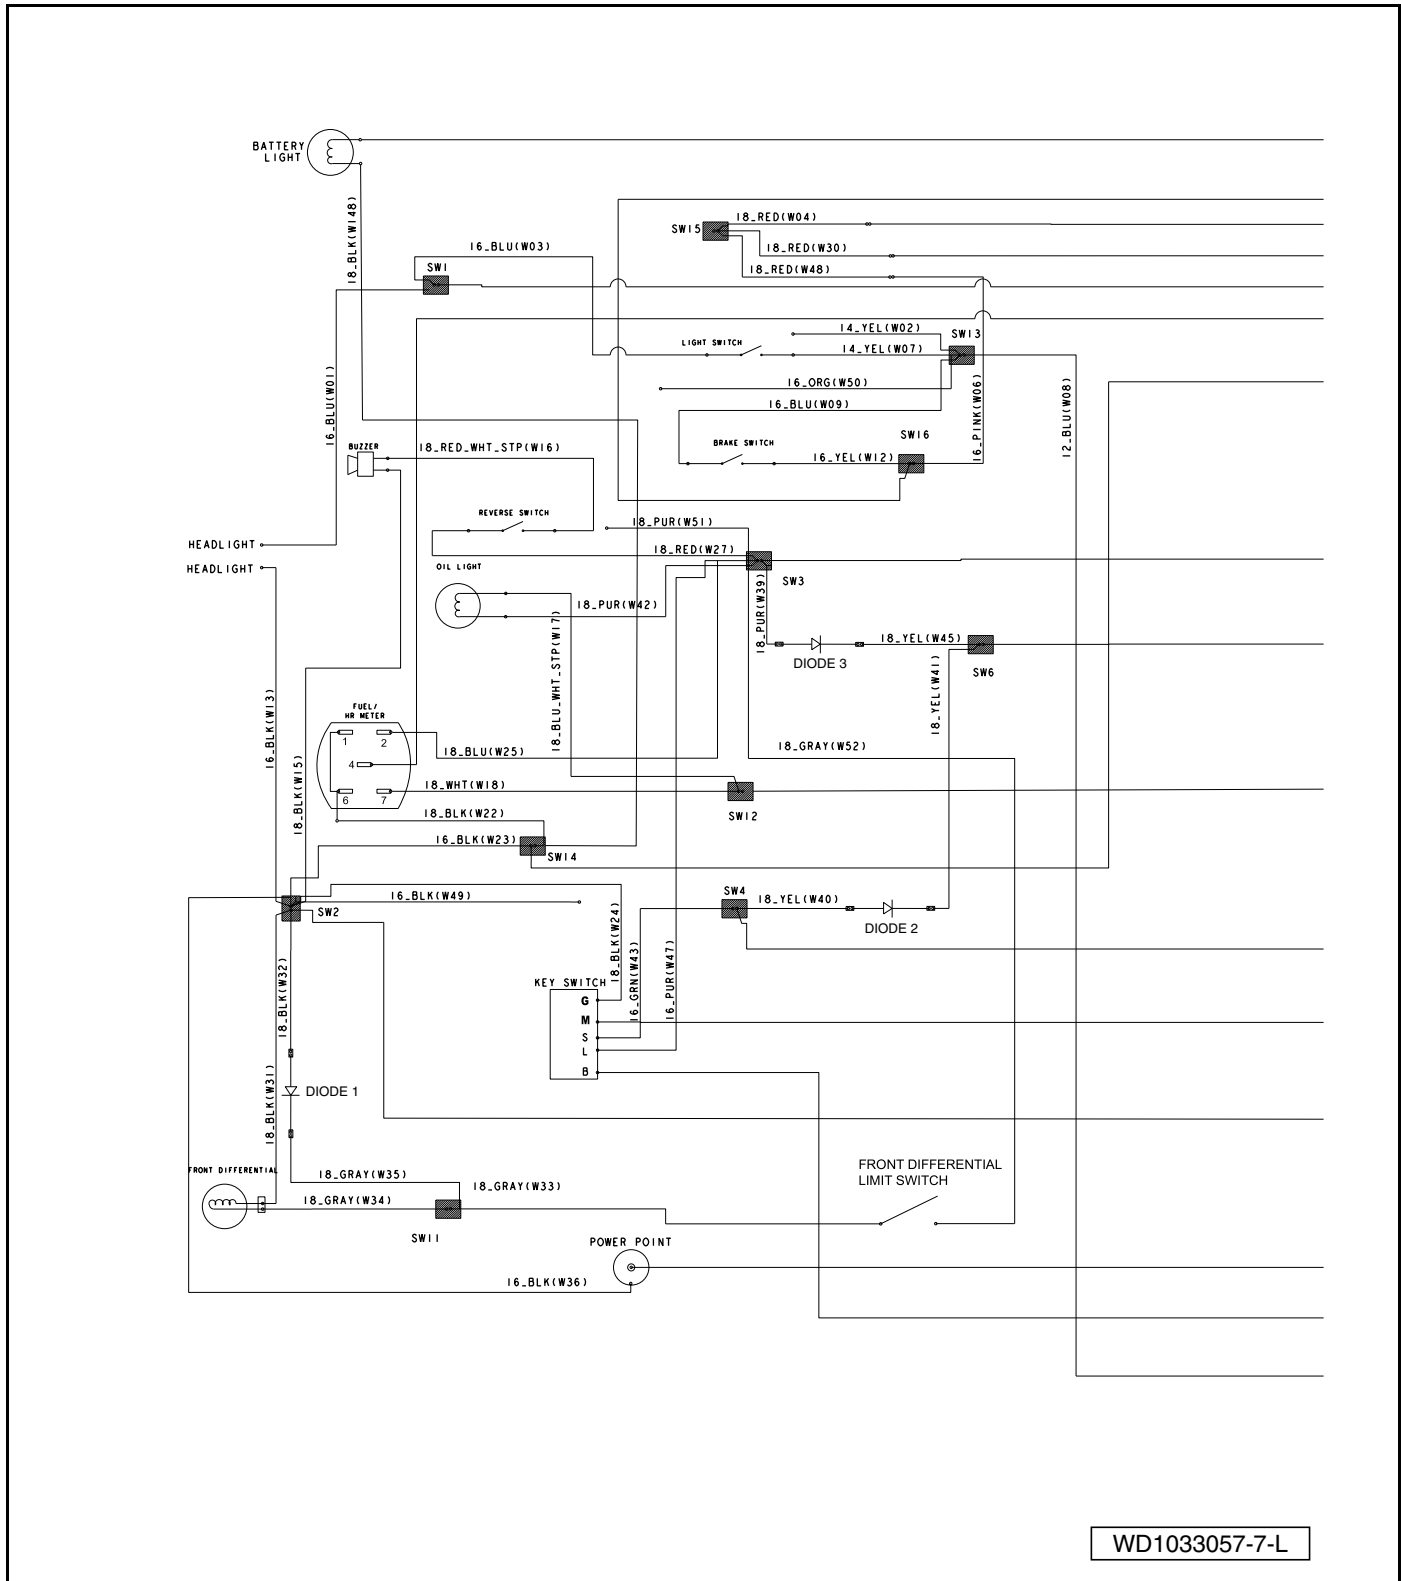 BATTERY
LIGHT
18_BLK(W148)
18_RED(W04)
SW15
16_BLU(W03)
18_RED(W30)
SW1
18_RED(W48)
14_YEL(W02)
SW13
LIGHT SWITCH
14_YEL(W07)
16_BLU(W01)
16_ORG(W50)
16_PINK(W06)
12_BLU(W08)
16_BLU(W09)
SW16
BRAKE SWITCH
BUZZER
18_RED_WHT_STP(W16)
16_YEL(W12)
REVERSE SWITCH
18_PUR(W51)
HEADLIGHT
18_RED(W27)
HEADLIGHT
OIL LIGHT
SW3
18_PUR(W42)
18_PUR(W39)
18_BLU_WHT_STP(W17)
18_YEL(W45)
DIODE 3
SW6
18_YEL(W41)
16_BLK(W13)
FUEL/
HR METER
1
2
18_BLU(W25)
18_GRAY(W52)
4
18_BLK(W15)
18_WHT(W18)
6
7
18_BLK(W22)
SW12
16_BLK(W23)
SW14
16_BLK(W49)
SW4
18_YEL(W40)
SW2
18_BLK(W24)
DIODE 2
18_BLK(W32)
16_GRN(W43)
16_PUR(W47)
KEY SWITCH
G
M
S
L
B
18_BLK(W31)
DIODE 1
FRONT DIFFERENTIAL
18_GRAY(W35)
18_GRAY(W33)
FRONT DIFFERENTIAL
LIMIT SWITCH
18_GRAY(W34)
SW11
POWER POINT
16_BLK(W36)
WD1033057-7-L